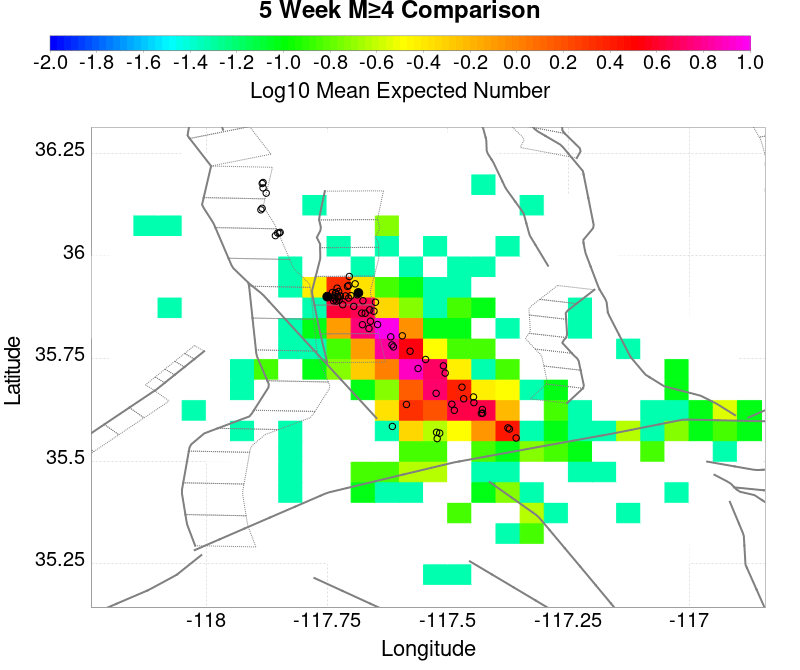 5 Week M≥4 Comparison
-2.0 -1.8 -1.6 -1.4 -1.2 -1.0 -0.8 -0.6 -0.4 -0.2 0.0 0.2 0.4 0.6 0.8 1.0
Log10 Mean Expected Number
36.25
36
35.75
35.5
35.25
Latitude
-118 -117.75 -117.5 -117.25 -117
Longitude